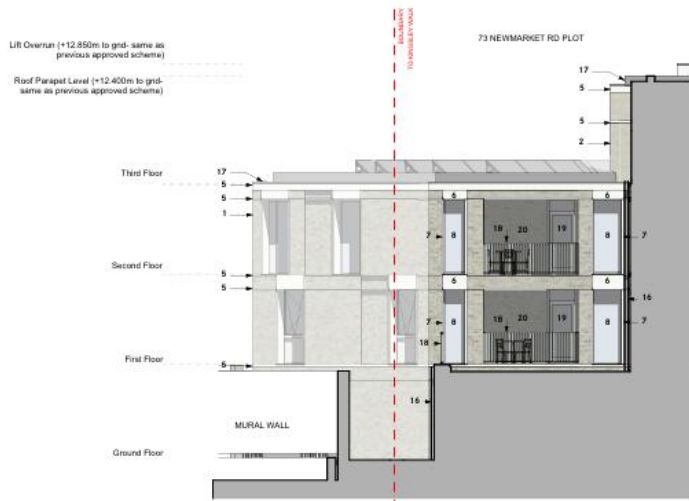 BOUNDARY
TO KINGSLEY WALK
73 NEWMARKET RD PLOT
Lift Overrun (+12.850m to gnd- same as
previous approved scheme)
Roof Parapet Level (+12.400m to gnd-
same as previous approved scheme)
17
5
5
2
Third Floor
17
5
5
1
6
6
7
8
18
20
19
8
7
Second Floor
5
5
6
6
16
7
8
18
20
19
8
7
18
First Floor
5
16
MURAL WALL
Ground Floor